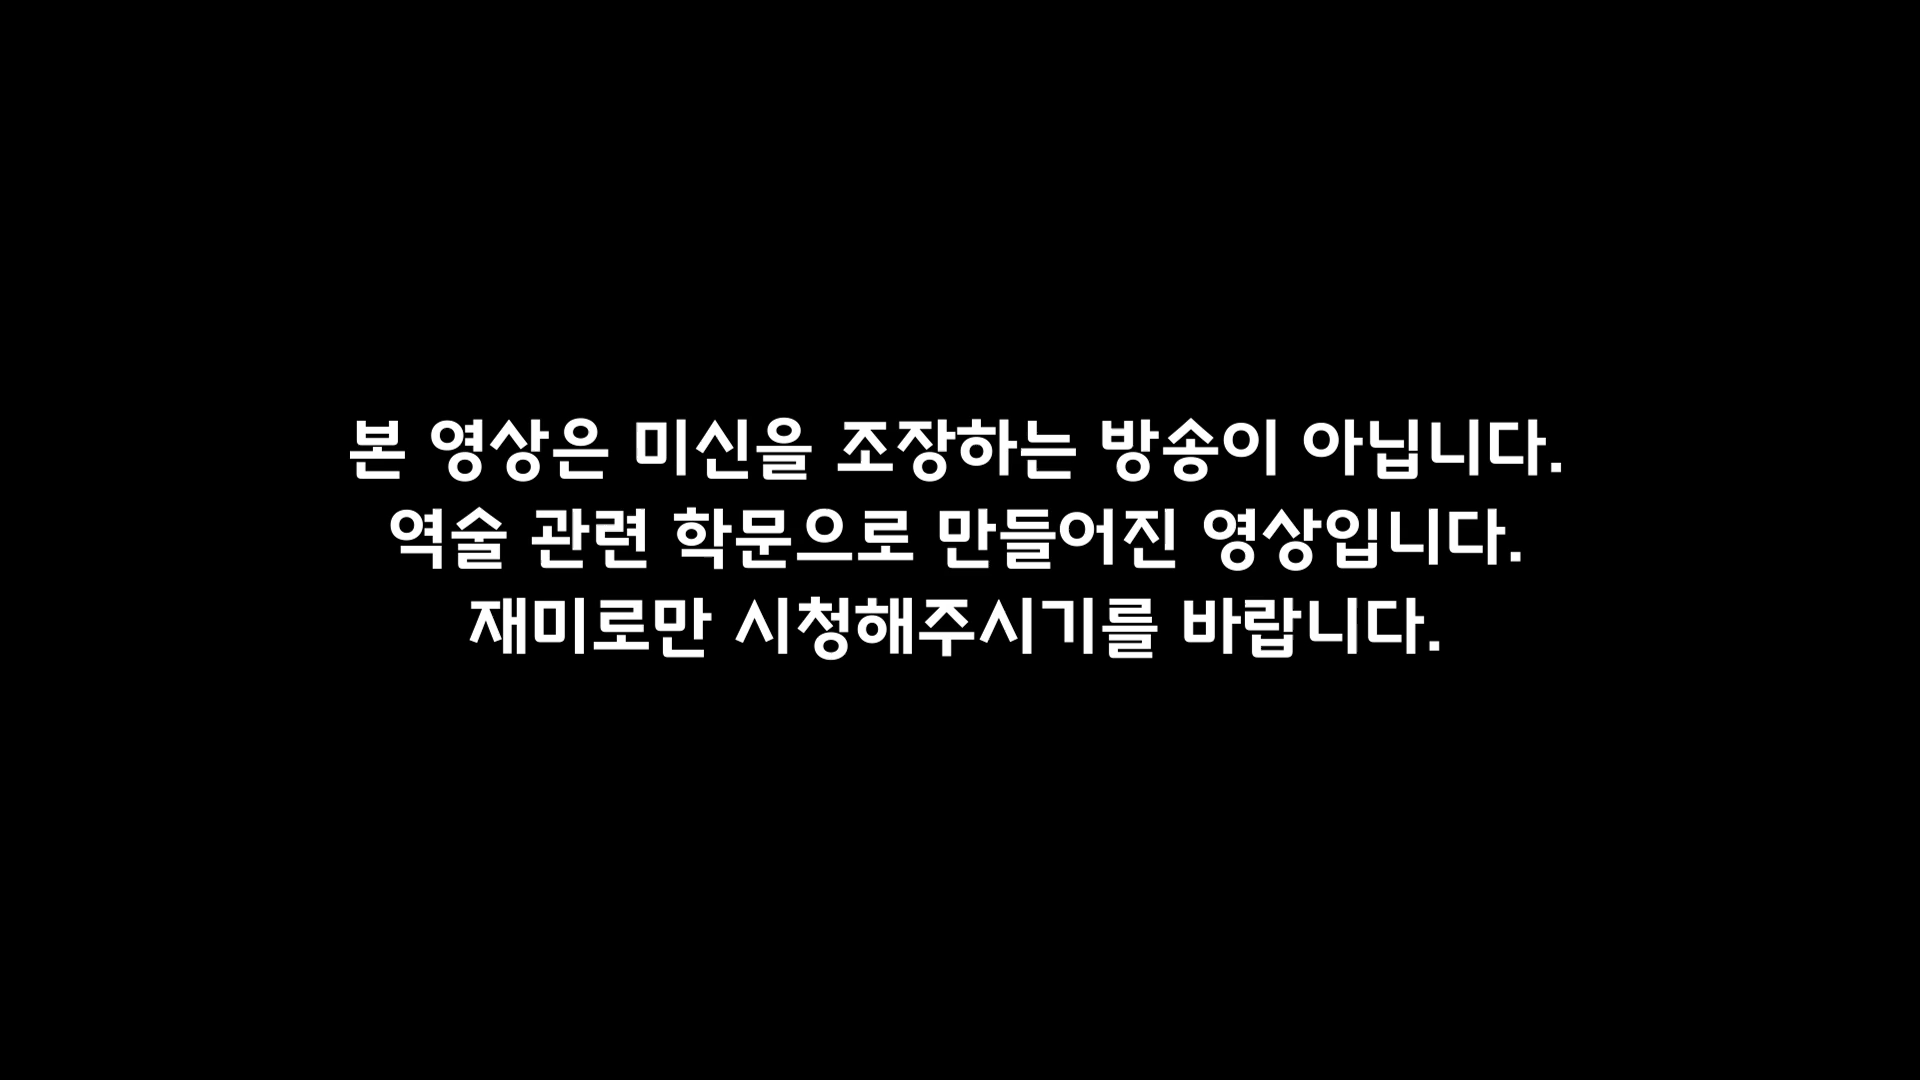 본 영상은 미신을 조장하는 방송이 아닙니다.
역술 관련 학문으로 만들어진 영상입니다.
재미로만 시청해주시기를 바랍니다.